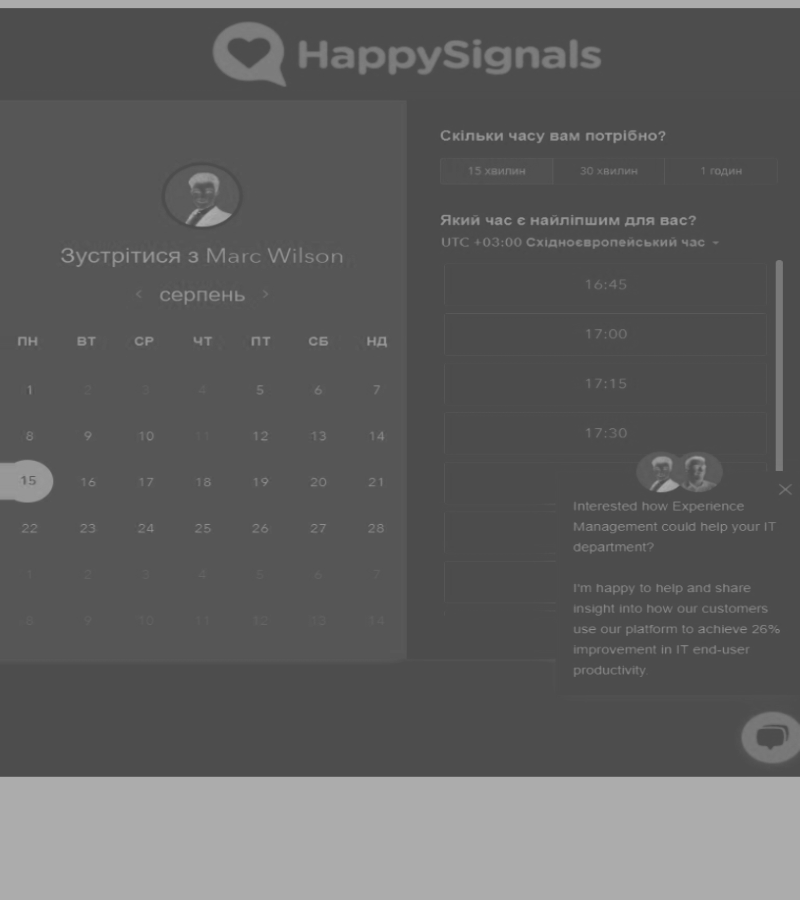 HappySignals
Зустрітися з Marc Wilson
серпень
ПН ВТ СР ЧТ ПТ СБ НД
1 2 3 4 5 6 7
8 9 10 11 12 13 14
15 16 17 18 19 20 21
22 23 24 25 26 27 28
1 2 3 4 5 6 7
8 9 10 11 12 13 14
Скільки часу вам потрібно?
15 хвилин 30 хвилин 1 годин
Який час є найліпшим для вас?
UTC +03:00 Східноєвропейський час
16:45
17:00
17:15
17:30
Interested how Experience
Management could help your IT
department?
I'm happy to help and share
insight into how our customers
use our platform to achieve 26%
improvement in IT end-user
productivity.